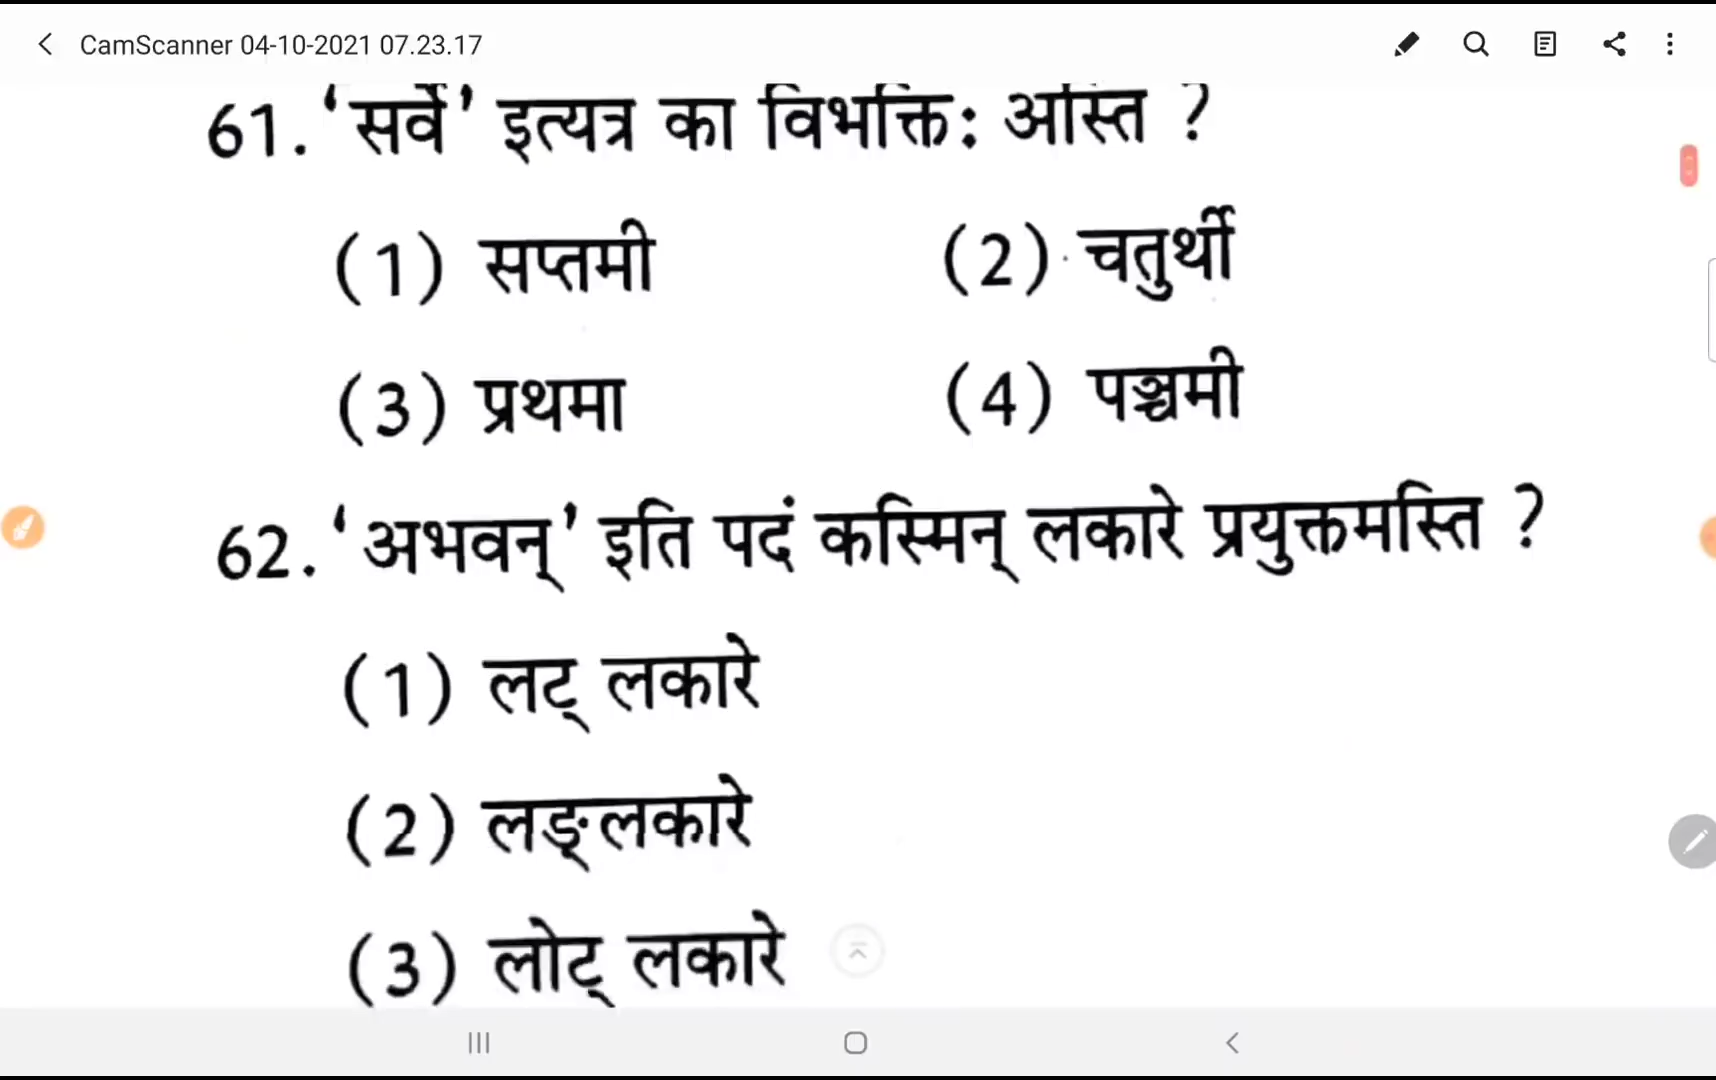 CamScanner 04-10-2021 07.23.17
61. ‘सर्वे’ इत्यत्र का विभक्ति: अस्ति ?
(1) सप्तमी (2) चतुर्थी
(3) प्रथमा (4) पञ्चमी
62. ‘अभवन्’ इति पदं कस्मिन् लकारे प्रयुक्तमस्ति ?
(1) लट् लकारे
(2) लङ्लकारे
(3) लोट् लकारे